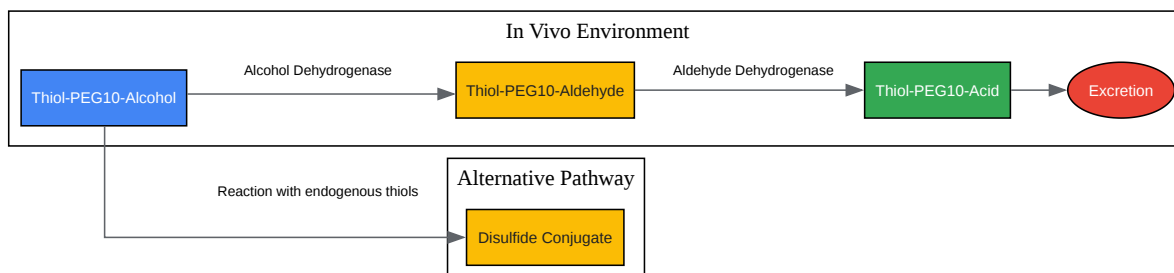 In Vivo Environment
Alcohol Dehydrogenase
Aldehyde Dehydrogenase
Thiol-PEG10-Alcohol
Thiol-PEG10-Aldehyde
Thiol-PEG10-Acid
Excretion
Alternative Pathway
Reaction with endogenous thiols
Disulfide Conjugate